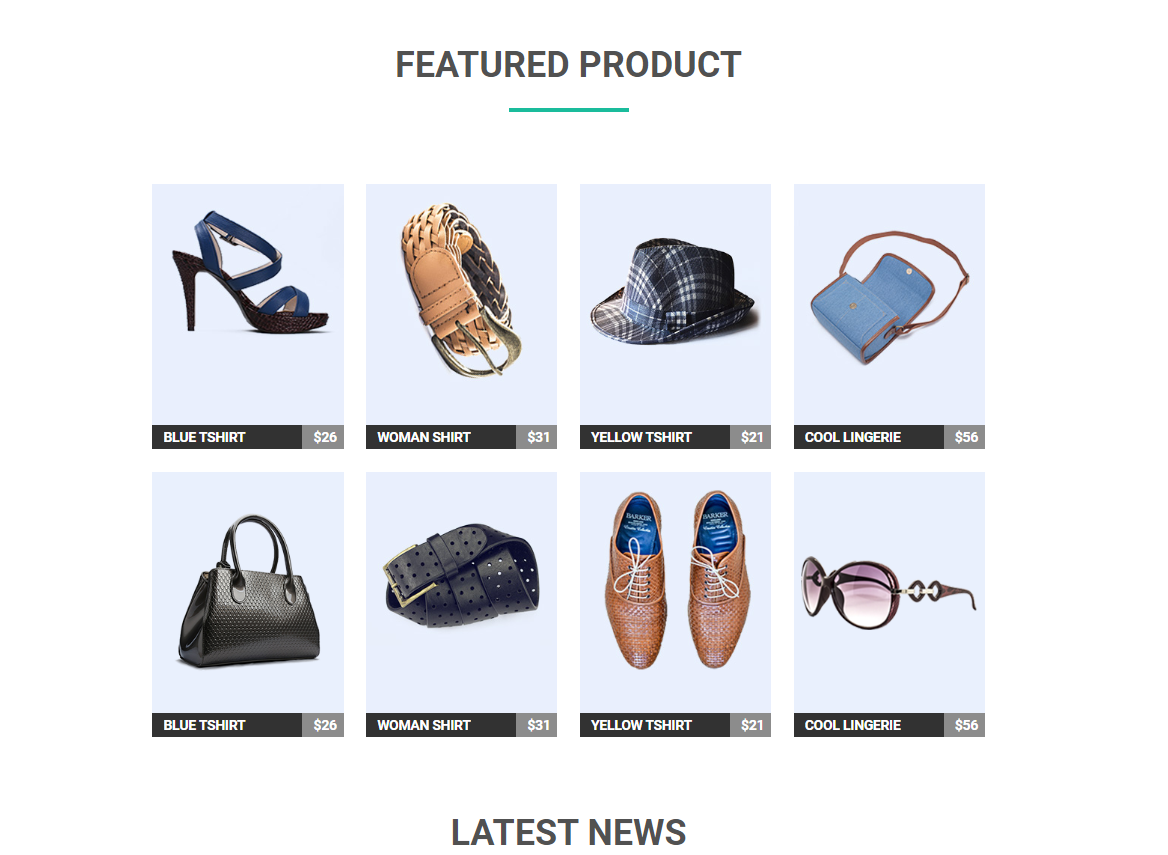 FEATURED PRODUCT
BLUE TSHIRT $26
WOMAN SHIRT $31
YELLOW TSHIRT $21
COOL LINGERIE $56
BARKER BARKER
BLUE TSHIRT $26
WOMAN SHIRT $31
YELLOW TSHIRT $21
COOL LINGERIE $56
LATEST NEWS